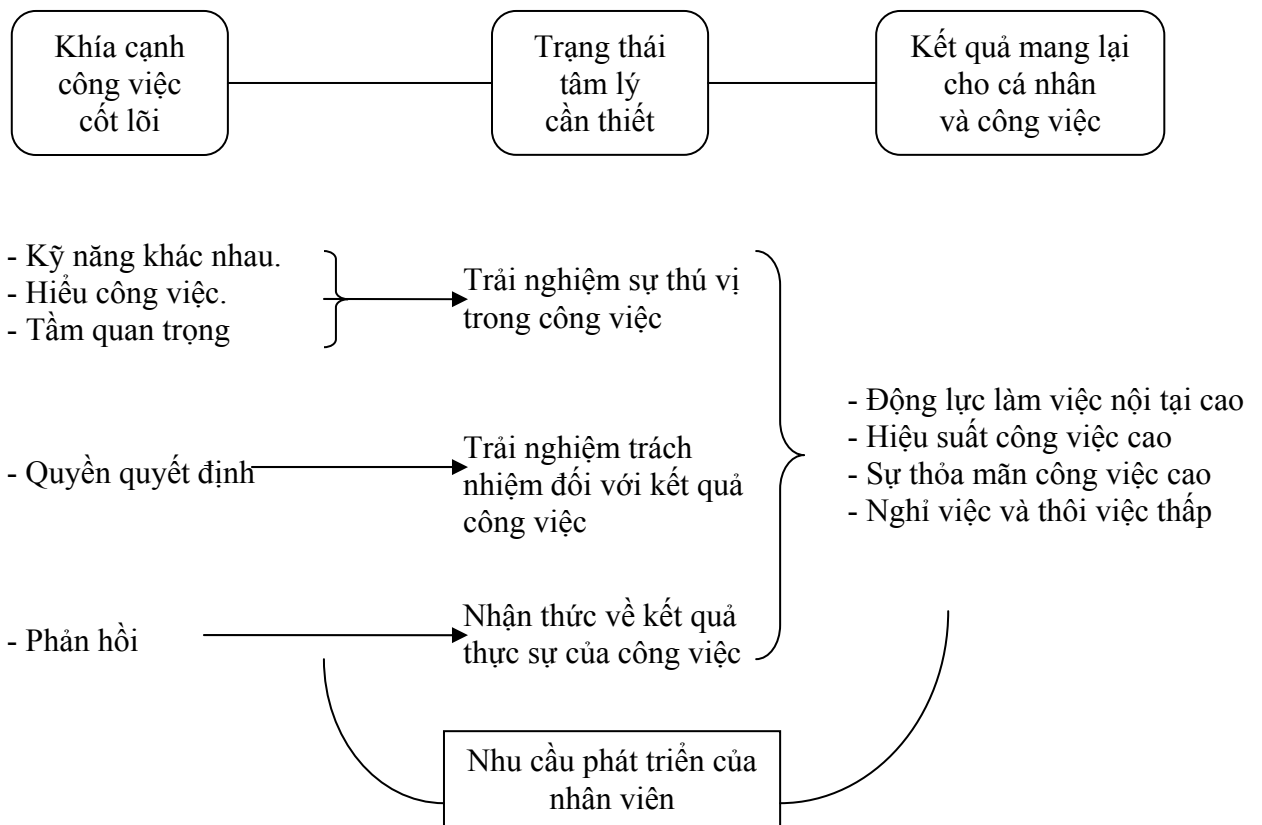 Khía cạnh
công việc
cốt lõi
Trạng thái
tâm lý
cần thiết
Kết quả mang lại
cho cá nhân
và công việc
- Kỹ năng khác nhau.
- Hiểu công việc.
- Tầm quan trọng
Trải nghiệm sự thú vị
trong công việc
- Quyền quyết định
Trải nghiệm trách
nhiệm đối với kết quả
công việc
- Phản hồi
Nhận thức về kết quả
thực sự của công việc
- Động lực làm việc nội tại cao
- Hiệu suất công việc cao
- Sự thỏa mãn công việc cao
- Nghỉ việc và thôi việc thấp
Nhu cầu phát triển của
nhân viên